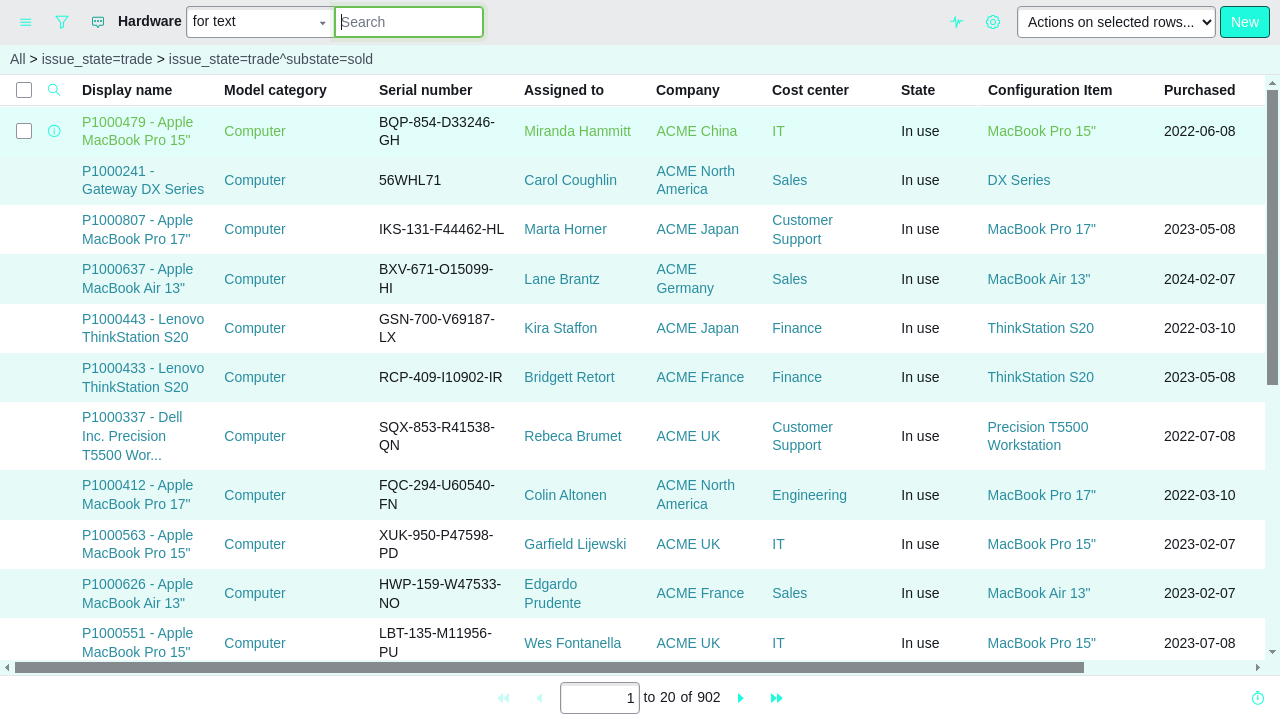 Hardware for text Search Actions on selected rows... New
All > issue_state=trade > issue_state=trade^substate=sold
Display name Model category Serial number Assigned to Company Cost center State Configuration Item Purchased
P1000479 - Apple MacBook Pro 15" Computer BQP-854-D33246-GH Miranda Hammitt ACME China IT In use MacBook Pro 15" 2022-06-08
P1000241 - Gateway DX Series Computer 56WHL71 Carol Coughlin ACME North America Sales In use DX Series
P1000807 - Apple MacBook Pro 17" Computer IKS-131-F44462-HL Marta Horner ACME Japan Customer Support In use MacBook Pro 17" 2023-05-08
P1000637 - Apple MacBook Air 13" Computer BXV-671-O15099-HI Lane Brantz ACME Germany Sales In use MacBook Air 13" 2024-02-07
P1000443 - Lenovo ThinkStation S20 Computer GSN-700-V69187-LX Kira Staffon ACME Japan Finance In use ThinkStation S20 2022-03-10
P1000433 - Lenovo ThinkStation S20 Computer RCP-409-I10902-IR Bridgett Retort ACME France Finance In use ThinkStation S20 2023-05-08
P1000337 - Dell Inc. Precision T5500 Wor... Computer SQX-853-R41538-QN Rebeca Brumet ACME UK Customer Support In use Precision T5500 Workstation 2022-07-08
P1000412 - Apple MacBook Pro 17" Computer FQC-294-U60540-FN Colin Altonen ACME North America Engineering In use MacBook Pro 17" 2022-03-10
P1000563 - Apple MacBook Pro 15" Computer XUK-950-P47598-PD Garfield Lijewski ACME UK IT In use MacBook Pro 15" 2023-02-07
P1000626 - Apple MacBook Air 13" Computer HWP-159-W47533-NO Edgardo Prudente ACME France Sales In use MacBook Air 13" 2023-02-07
P1000551 - Apple MacBook Pro 15" Computer LBT-135-M11956-PU Wes Fontanella ACME UK IT In use MacBook Pro 15" 2023-07-08
1 to 20 of 902